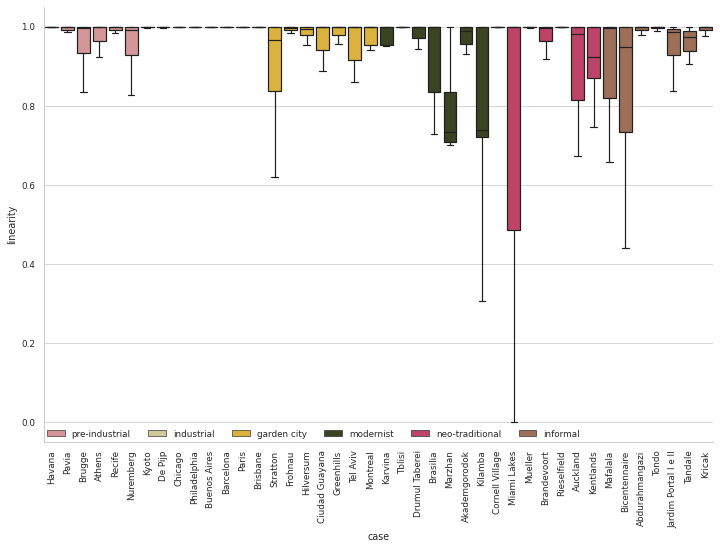 1.0
0.8
0.6
0.4
0.2
0.0
linearity
pre-industrial industrial garden city modernist neo-traditional informal
Havana
Pavia
Brugge
Athens
Recife
Nuremberg
Kyoto
De Pijp
Chicago
Philadelphia
Buenos Aires
Barcelona
Paris
Brisbane
Stratton
Frohnau
Hilversum
Ciudad Guayana
Greenhills
Tel Aviv
Montreal
Karvina
Tblisi
Drumul Taberei
Brasilia
Marzhan
Akademgorodok
Kilamba
Cornell Village
Miami Lakes
Mueller
Brandevoort
Rieselfield
Auckland
Kentlands
Mafalala
Bicentennaire
Abdurahmangazi
Tondo
Jardim Portal I e II
Tandale
Kricak
case